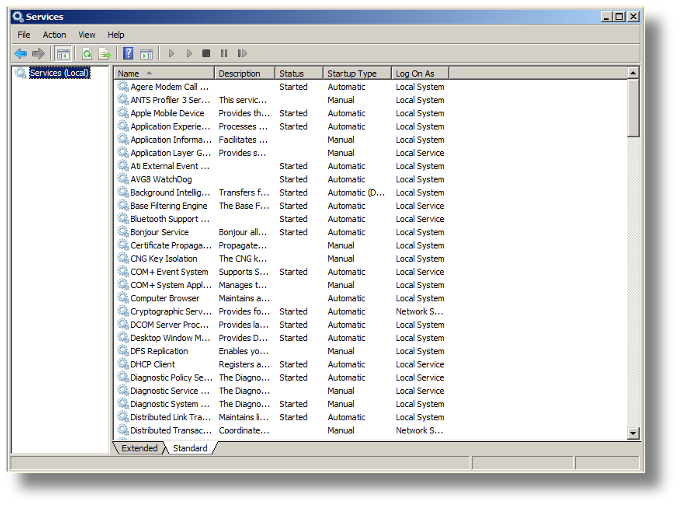 Services
File Action View Help
Services (Local)
Name Description Status Startup Type Log On As
Agere Modem Call ... Started Automatic Local System
ANTS Profiler 3 Ser... This servic... Manual Local System
Apple Mobile Device Provides th... Started Automatic Local System
Application Experie... Processes ... Started Automatic Local System
Application Informa... Facilitates ... Manual Local System
Application Layer G... Provides s... Manual Local Service
Ati External Event ... Started Automatic Local System
AVG8 WatchDog Started Automatic Local System
Background Intellig... Transfers f... Started Automatic (D... Local System
Base Filtering Engine The Base F... Started Automatic Local Service
Bluetooth Support ... Started Automatic Local Service
Bonjour Service Bonjour all... Started Automatic Local System
Certificate Propaga... Propagate... Manual Local System
CNG Key Isolation The CNG k... Manual Local System
COM+ Event System Supports S... Started Automatic Local Service
COM+ System Appl... Manages t... Manual Local System
Computer Browser Maintains a... Automatic Local System
Cryptographic Serv... Provides fo... Started Automatic Network S...
DCOM Server Proc... Provides la... Started Automatic Local System
Desktop Window M... Provides D... Started Automatic Local System
DFS Replication Enables yo... Manual Local System
DHCP Client Registers a... Started Automatic Local Service
Diagnostic Policy Se... The Diagno... Started Automatic Local Service
Diagnostic Service ... The Diagno... Manual Local Service
Diagnostic System ... The Diagno... Started Manual Local System
Distributed Link Tra... Maintains li... Started Automatic Local System
Distributed Transac... Coordinate... Manual Network S...
Extended Standard